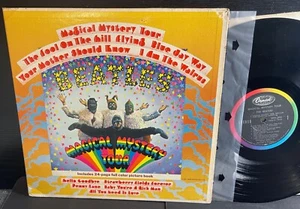 Magical Mystery Tour
The Fool On The Hill Flying Blue Jay Way
Your Mother Should Know I Am The Walrus
BEATLES
MAGICAL MYSTERY TOUR
Includes 24-page full color picture book
Hello Goodbye Strawberry Fields Forever
Penny Lane Baby You're A Rich Man
All You Need Is Love
Capitol